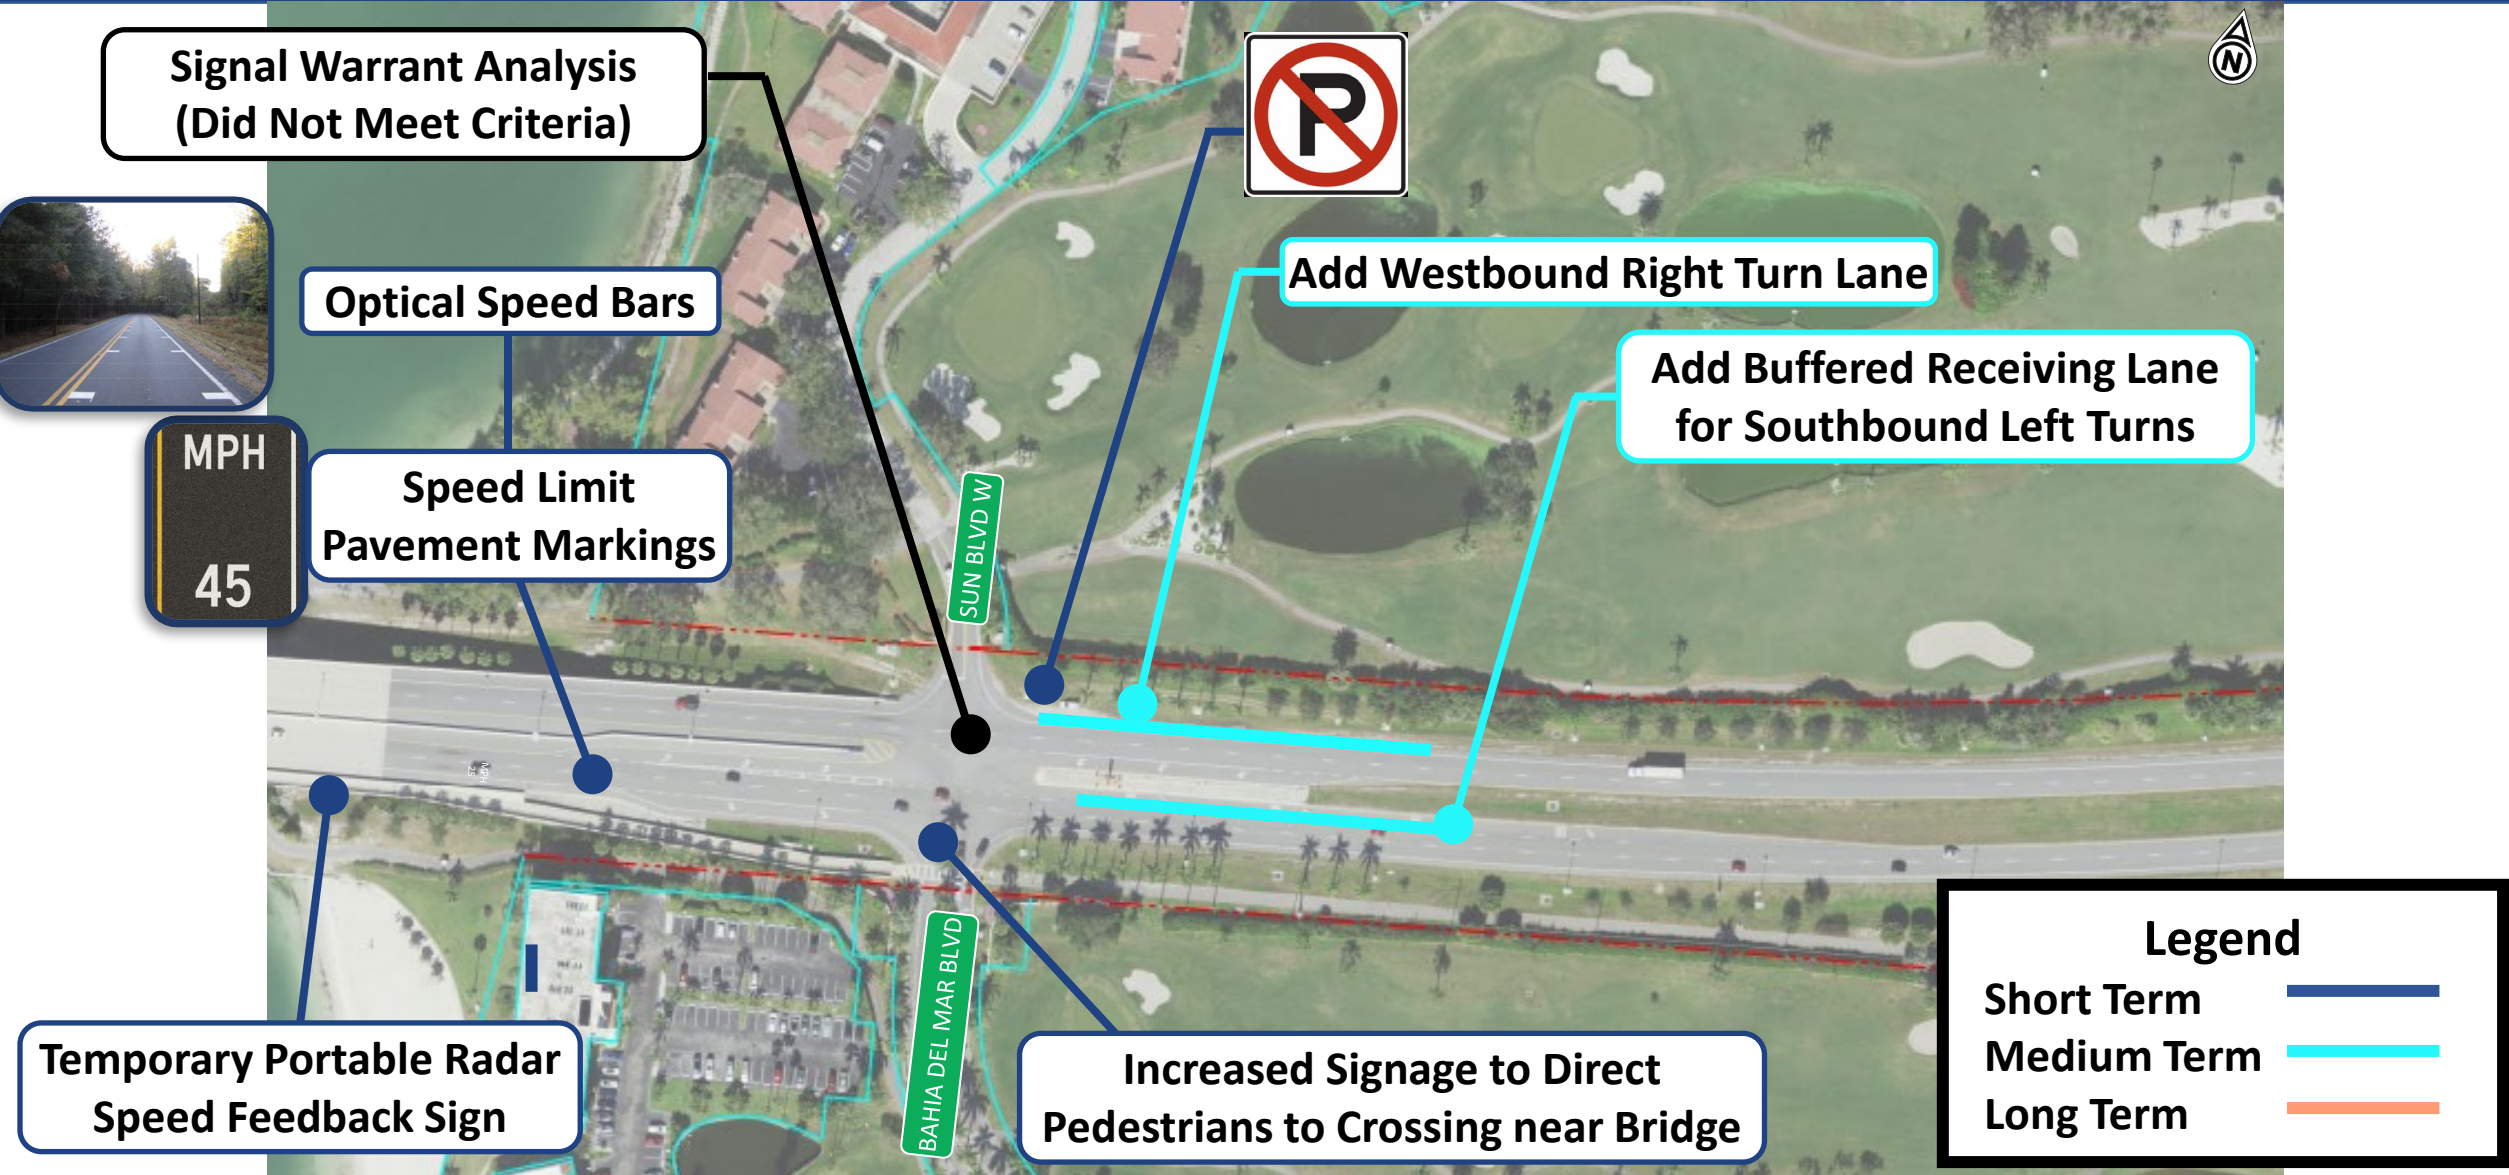 Signal Warrant Analysis
(Did Not Meet Criteria)
P
N
Add Westbound Right Turn Lane
Optical Speed Bars
Add Buffered Receiving Lane
for Southbound Left Turns
MPH
45
Speed Limit
Pavement Markings
SUN BLVD W
MPH
25
BAHIA DEL MAR BLVD
Temporary Portable Radar
Speed Feedback Sign
Increased Signage to Direct
Pedestrians to Crossing near Bridge
Legend
Short Term
Medium Term
Long Term